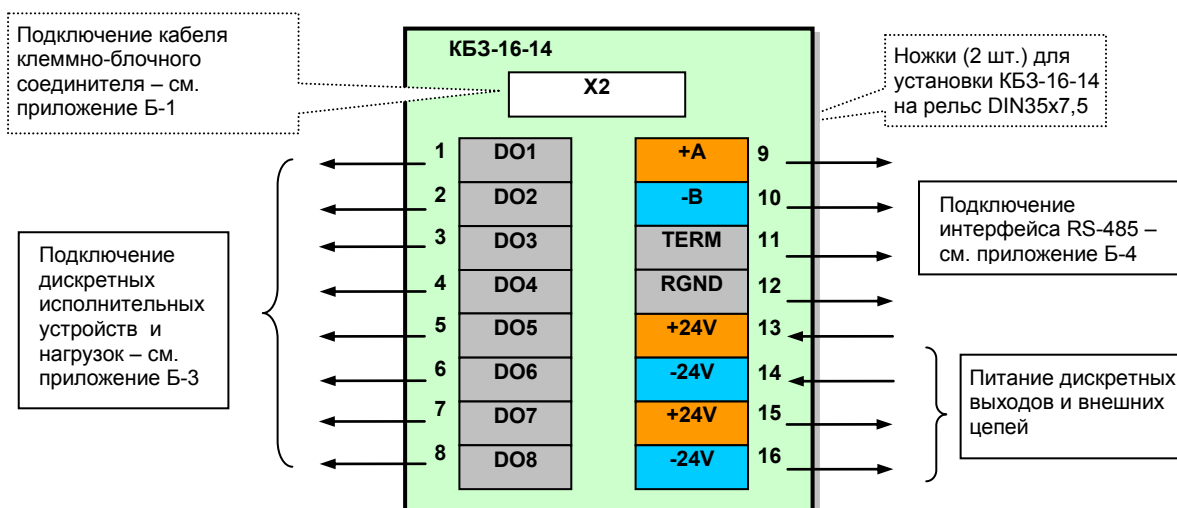 Подключение кабеля
клеммно-блочного
соединителя – см.
приложение Б-1
КБЗ-16-14
X2
Ножки (2 шт.) для
установки КБЗ-16-14
на рельс DIN35x7,5
1 DO1 +A 9
2 DO2 -B 10
3 DO3 TERM 11
4 DO4 RGND 12
5 DO5 +24V 13
6 DO6 -24V 14
7 DO7 +24V 15
8 DO8 -24V 16
Подключение
дискретных
исполнительных
устройств и
нагрузок – см.
приложение Б-3
Подключение
интерфейса RS-485 –
см. приложение Б-4
Питание дискретных
выходов и внешних
цепей